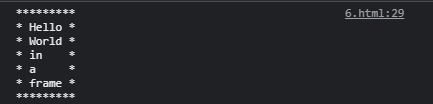 ********* 6.html:29
* Hello *
* World *
* in    *
* a     *
* frame *
*********